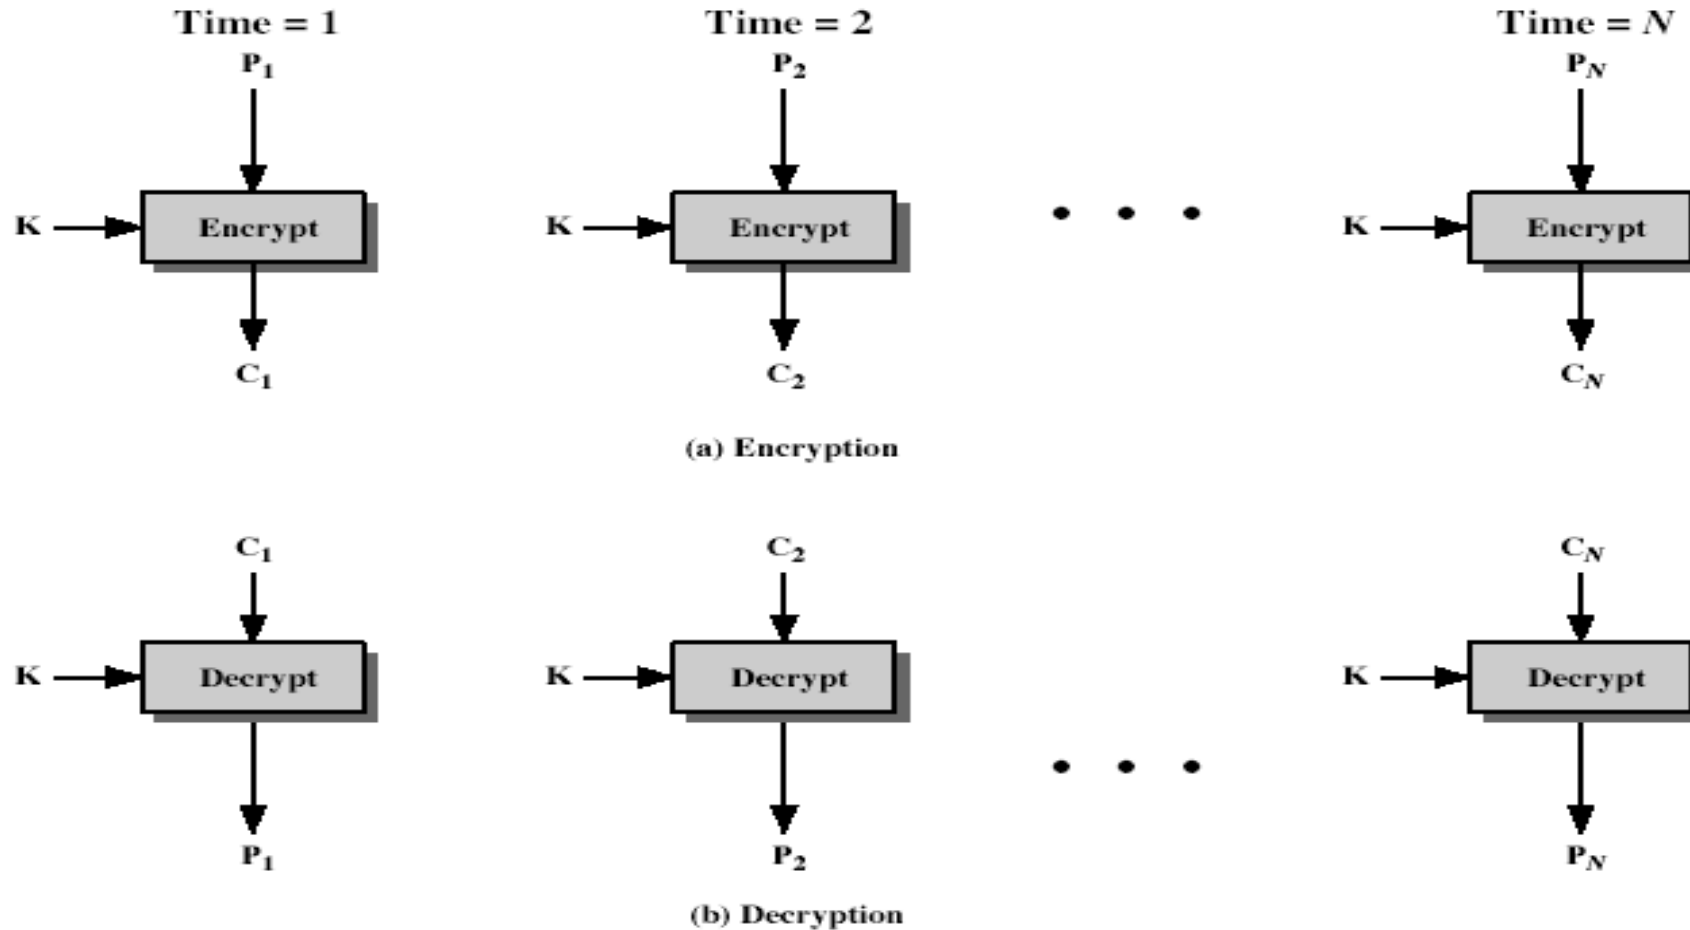 Time = 1 Time = 2 Time = N
P1 P2 PN
K Encrypt K Encrypt K Encrypt
C1 C2 CN
(a) Encryption
C1 C2 CN
K Decrypt K Decrypt K Decrypt
P1 P2 PN
(b) Decryption